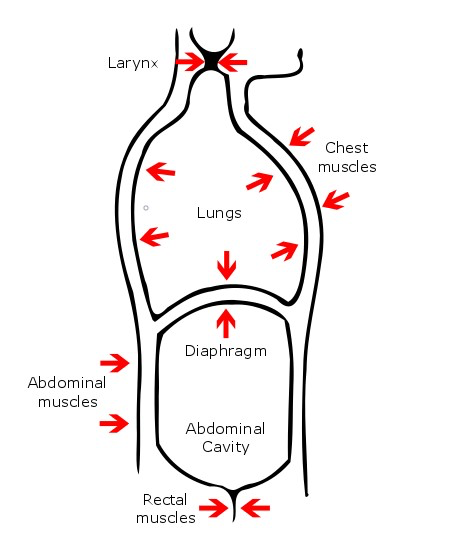 Larynx
Chest
muscles
Lungs
Diaphragm
Abdominal
muscles
Abdominal
Cavity
Rectal
muscles